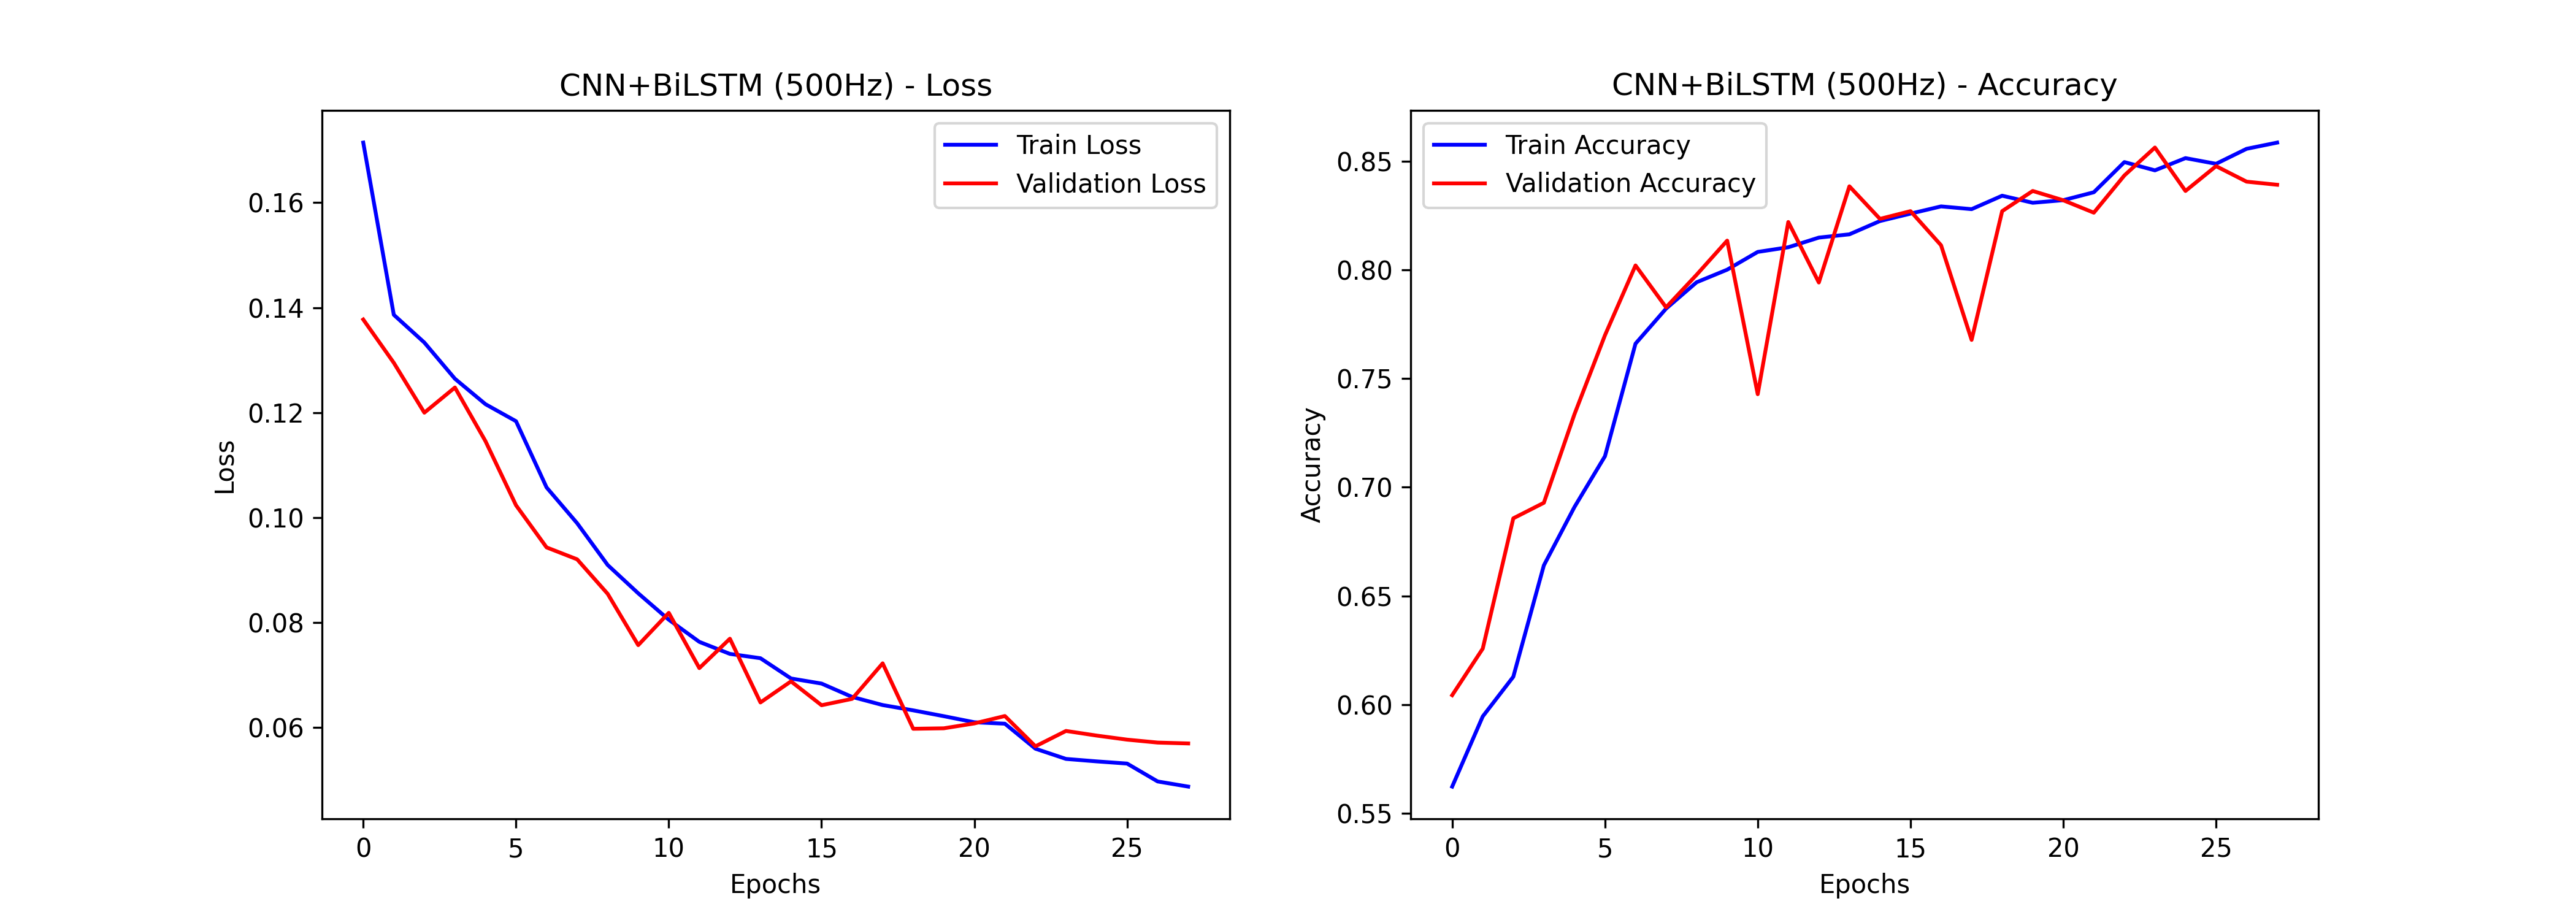 CNN+BiLSTM (500Hz) - Loss
Train Loss
Validation Loss
0.16
0.14
0.12
0.10
0.08
0.06
Loss
0 5 10 15 20 25
Epochs
CNN+BiLSTM (500Hz) - Accuracy
Train Accuracy
Validation Accuracy
0.85
0.80
0.75
0.70
0.65
0.60
0.55
Accuracy
0 5 10 15 20 25
Epochs